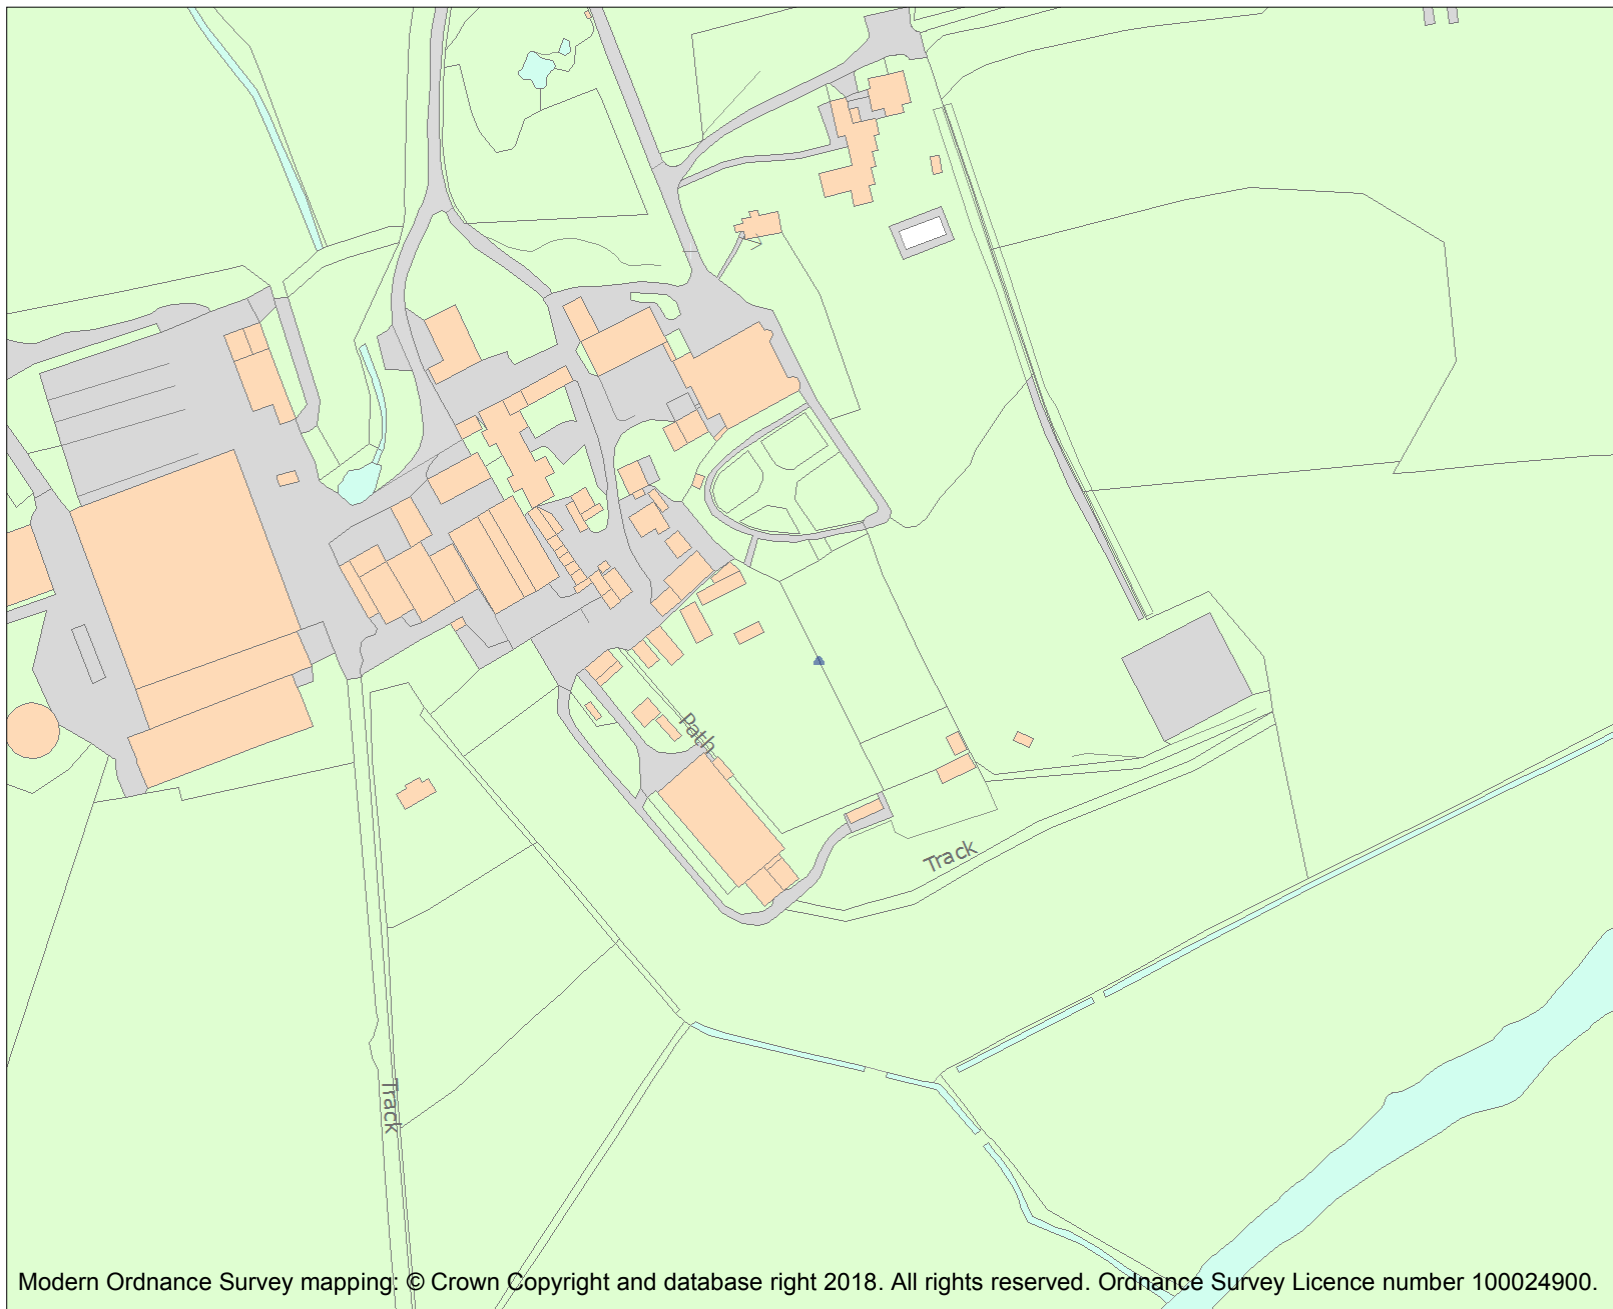 Path
Track
Track
Modern Ordnance Survey mapping: © Crown Copyright and database right 2018. All rights reserved. Ordnance Survey Licence number 100024900.